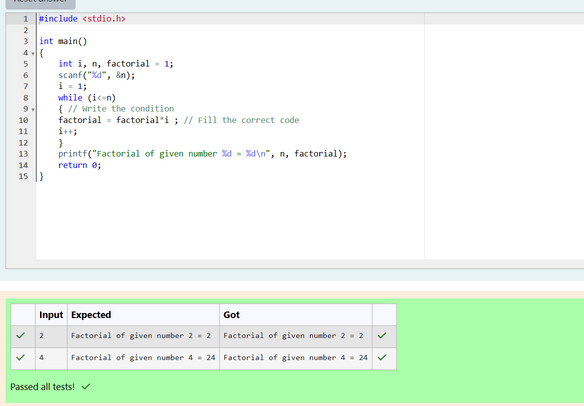 Reset answer
1 #include <stdio.h>
2
3 int main()
4 {
5 int i, n, factorial = 1;
6 scanf("%d", &n);
7 i = 1;
8 while (i<=n)
9 { // Write the condition
10 factorial = factorial*i ; // Fill the correct code
11 i++;
12 }
13 printf("Factorial of given number %d = %d\n", n, factorial);
14 return 0;
15 }
Input Expected Got
2 Factorial of given number 2 = 2 Factorial of given number 2 = 2
4 Factorial of given number 4 = 24 Factorial of given number 4 = 24
Passed all tests!